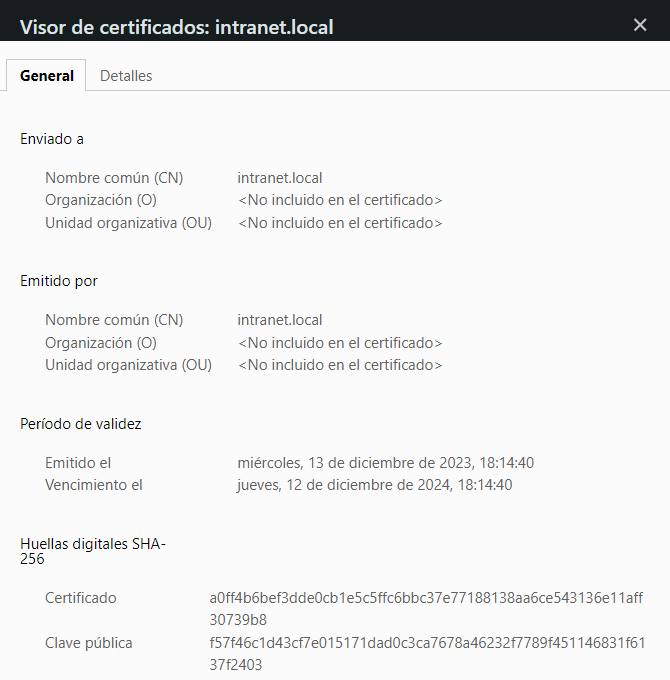 Visor de certificados: intranet.local
General
Detalles
Enviado a
Nombre común (CN) intranet.local
Organización (O) <No incluido en el certificado>
Unidad organizativa (OU) <No incluido en el certificado>
Emitido por
Nombre común (CN) intranet.local
Organización (O) <No incluido en el certificado>
Unidad organizativa (OU) <No incluido en el certificado>
Período de validez
Emitido el miércoles, 13 de diciembre de 2023, 18:14:40
Vencimiento el jueves, 12 de diciembre de 2024, 18:14:40
Huellas digitales SHA-
256
Certificado a0ff4b6bef3dde0cb1e5c5ffc6bbc37e77188138aa6ce543136e11aff
30739b8
Clave pública f57f46c1d43cf7e015171dad0c3ca7678a46232f7789f451146831f61
37f2403